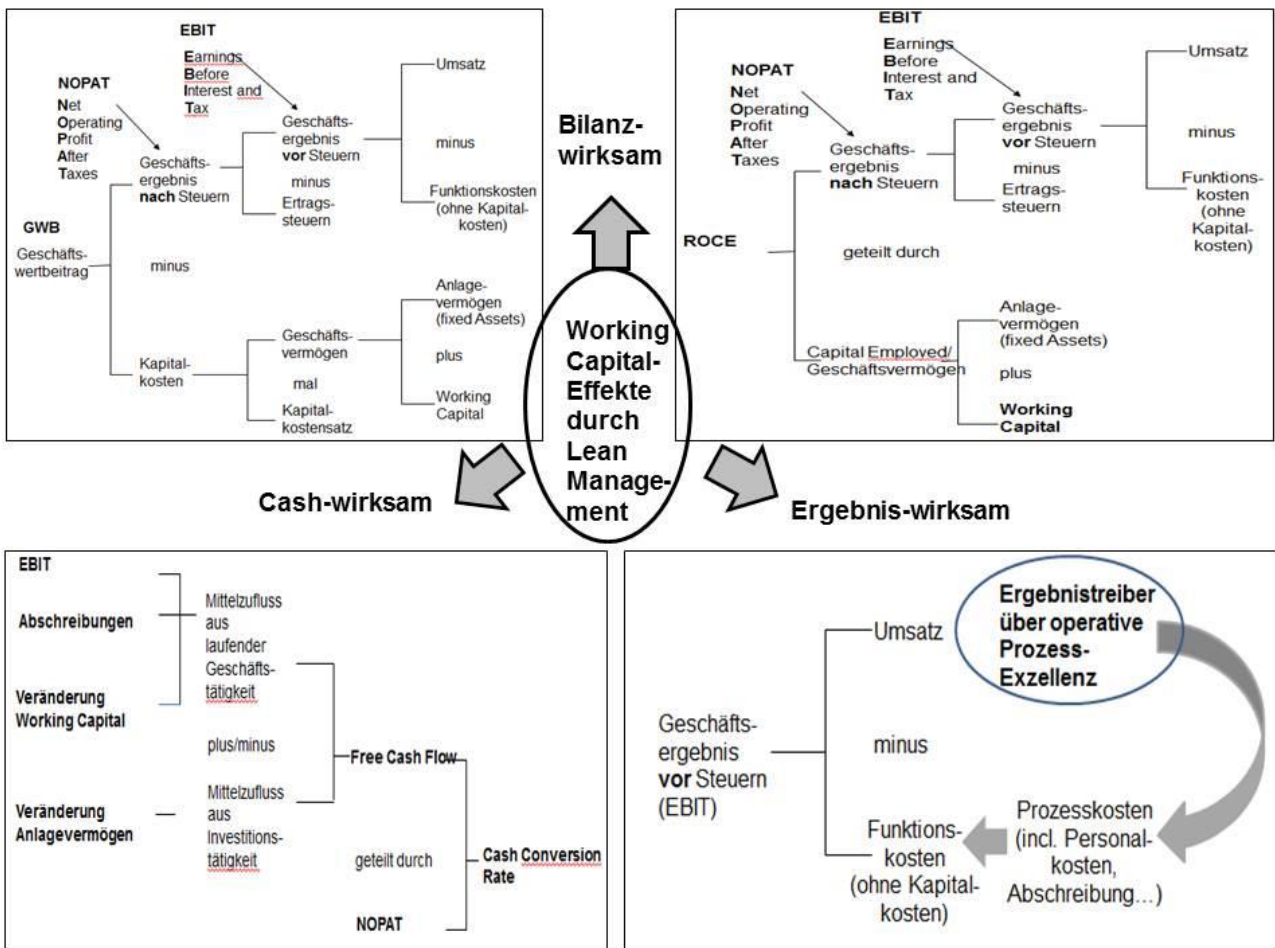 EBIT
Earnings
Before
Interest and
Tax
NOPAT
Net
Operating
Profit
After
Taxes
Geschäfts-
ergebnis
nach Steuern
Geschäfts-
ergebnis
vor Steuern
minus
Ertrags-
steuern
Umsatz
minus
Funktionskosten
(ohne Kapital-
kosten)
GWB
Geschäfts-
wertbeitrag
minus
Kapital-
kosten
Geschäfts-
vermögen
mal
Kapital-
kostensatz
Anlage-
vermögen
(fixed Assets)
plus
Working
Capital
Bilanz-
wirksam
EBIT
Earnings
Before
Interest and
Tax
NOPAT
Net
Operating
Profit
After
Taxes
Geschäfts-
ergebnis
nach Steuern
Geschäfts-
ergebnis
vor Steuern
minus
Ertrags-
steuern
Umsatz
minus
Funktions-
kosten
(ohne
Kapital-
kosten)
ROCE
geteilt durch
Capital Employed/
Geschäftsvermögen
Anlage-
vermögen
(fixed Assets)
plus
Working
Capital
Working
Capital-
Effekte
durch
Lean
Manage-
ment
Cash-wirksam
Ergebnis-wirksam
EBIT
Abschreibungen
Veränderung
Working Capital
Mittelzufluss
aus
laufender
Geschäfts-
tätigkeit
plus/minus
Veränderung
Anlagevermögen
Mittelzufluss
aus
Investitions-
tätigkeit
Free Cash Flow
geteilt durch
NOPAT
Cash Conversion
Rate
Geschäfts-
ergebnis
vor Steuern
(EBIT)
Umsatz
minus
Funktions-
kosten
(ohne Kapital-
kosten)
Ergebnistreiber
über operative
Prozess-
Exzellenz
Prozesskosten
(incl. Personal-
kosten,
Abschreibung...)